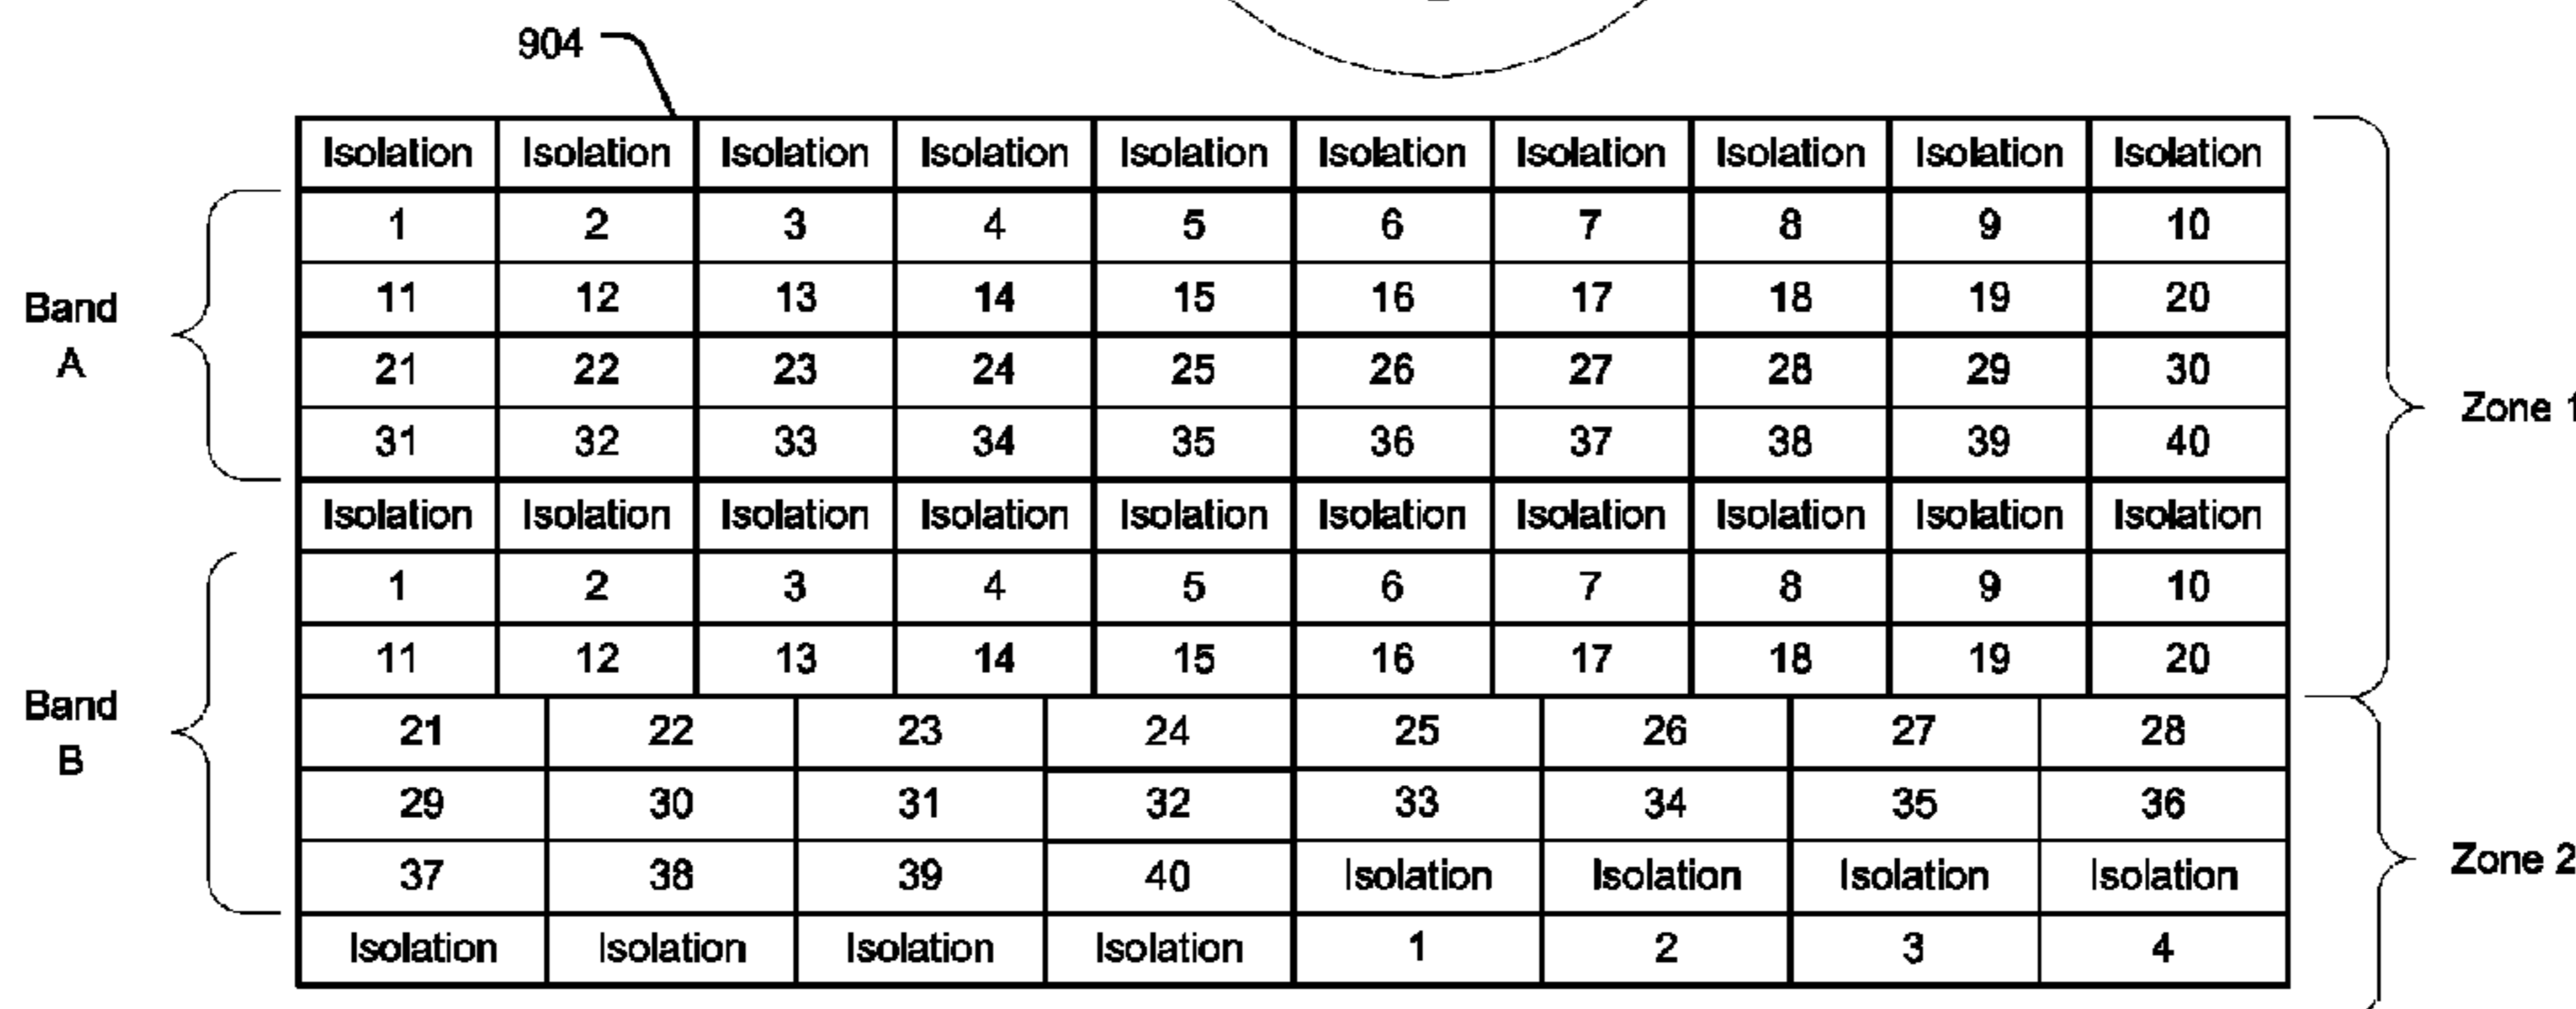 904
Isolation Isolation Isolation Isolation Isolation Isolation Isolation Isolation Isolation Isolation
1 2 3 4 5 6 7 8 9 10
11 12 13 14 15 16 17 18 19 20
Band
A
21 22 23 24 25 26 27 28 29 30
31 32 33 34 35 36 37 38 39 40
Zone 1
Isolation Isolation Isolation Isolation Isolation Isolation Isolation Isolation Isolation Isolation
1 2 3 4 5 6 7 8 9 10
11 12 13 14 15 16 17 18 19 20
Band
B
21 22 23 24 25 26 27 28
29 30 31 32 33 34 35 36
37 38 39 40 Isolation Isolation Isolation Isolation
Zone 2
Isolation Isolation Isolation Isolation 1 2 3 4